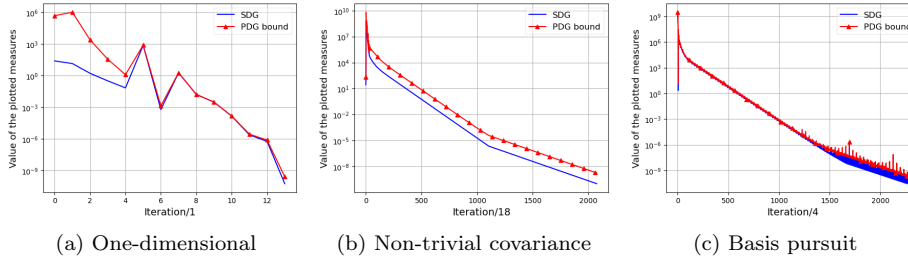 Value of the plotted measures
10^6
10^3
10^0
10^-3
10^-6
10^-9
SDG
PDG bound
0 2 4 6 8 10 12
Iteration/1
(a) One-dimensional
Value of the plotted measures
10^10
10^7
10^4
10^1
10^-2
10^-5
10^-8
SDG
PDG bound
0 500 1000 1500 2000
Iteration/18
(b) Non-trivial covariance
Value of the plotted measures
10^9
10^6
10^3
10^0
10^-3
10^-6
10^-9
SDG
PDG bound
0 500 1000 1500 2000
Iteration/4
(c) Basis pursuit